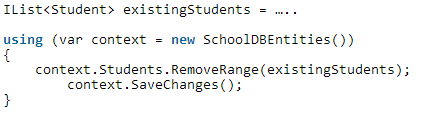 IList<Student> existingStudents = …..
using (var context = new SchoolDBEntities())
{
context.Students.RemoveRange(existingStudents);
context.SaveChanges();
}